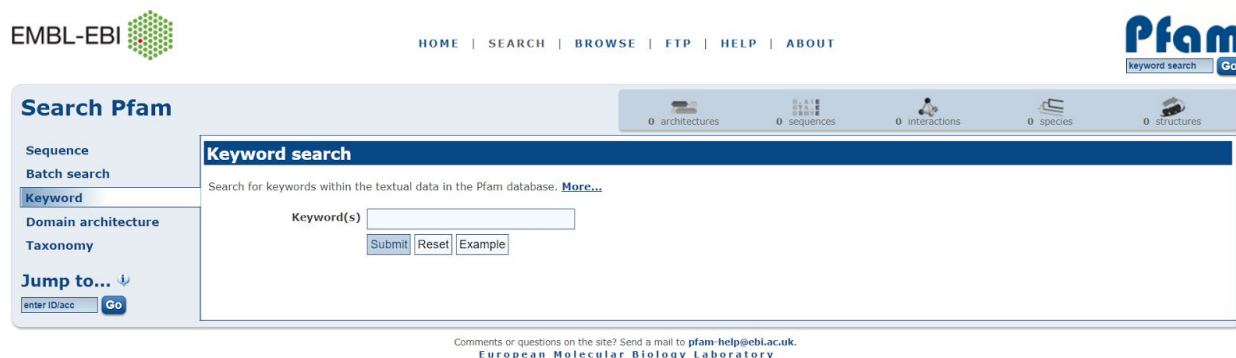 EMBL-EBI
HOME | SEARCH | BROWSE | FTP | HELP | ABOUT
Pfam
keyword search Go
Search Pfam
0 architectures 0 sequences 0 interactions 0 species 0 structures
Sequence
Batch search
Keyword
Domain architecture
Taxonomy
Jump to...
enter ID/acc Go
Keyword search
Search for keywords within the textual data in the Pfam database. More...
Keyword(s)
Submit Reset Example
Comments or questions on the site? Send a mail to pfam-help@ebi.ac.uk.
European Molecular Biology Laboratory